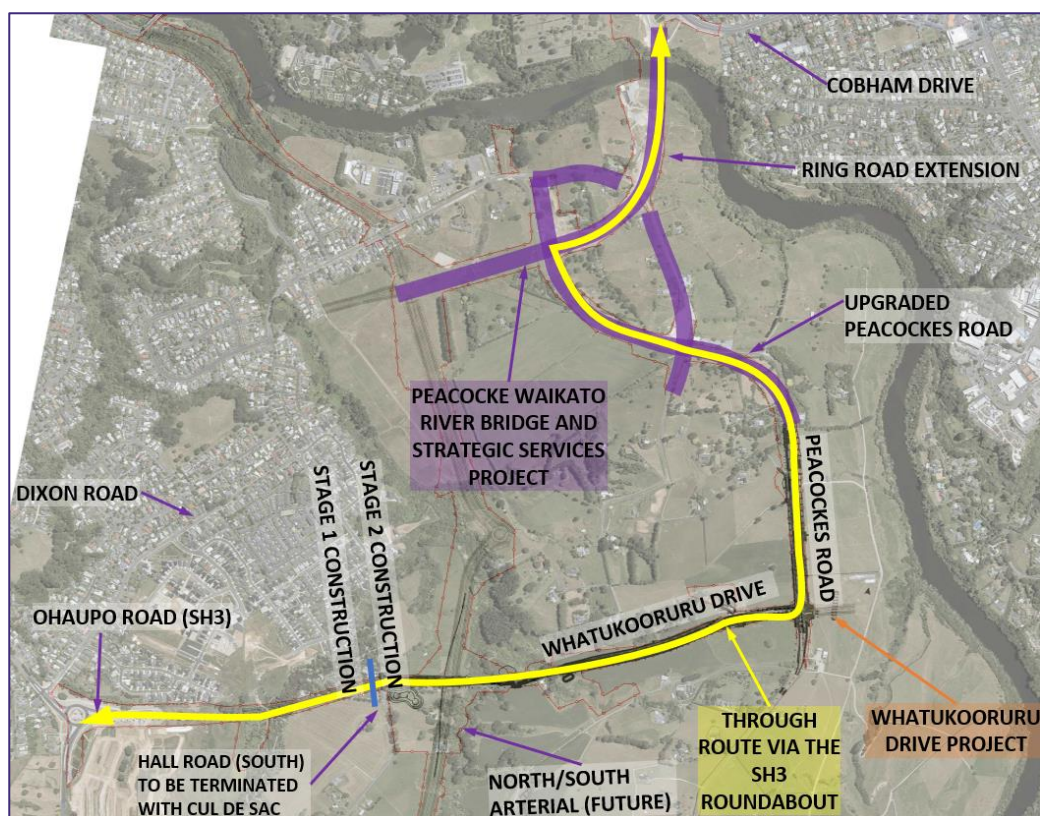 COBHAM DRIVE
RING ROAD EXTENSION
UPGRADED
PEACOCKES ROAD
PEACOCKE WAIKATO
RIVER BRIDGE AND
STRATEGIC SERVICES
PROJECT
DIXON ROAD
STAGE 1 CONSTRUCTION
STAGE 2 CONSTRUCTION
PEACOCKES ROAD
OHAUPO ROAD (SH3)
WHATUKOORURU DRIVE
HALL ROAD (SOUTH)
TO BE TERMINATED
WITH CUL DE SAC
NORTH/SOUTH
ARTERIAL (FUTURE)
THROUGH
ROUTE VIA THE
SH3
ROUNDABOUT
WHATUKOORURU
DRIVE PROJECT